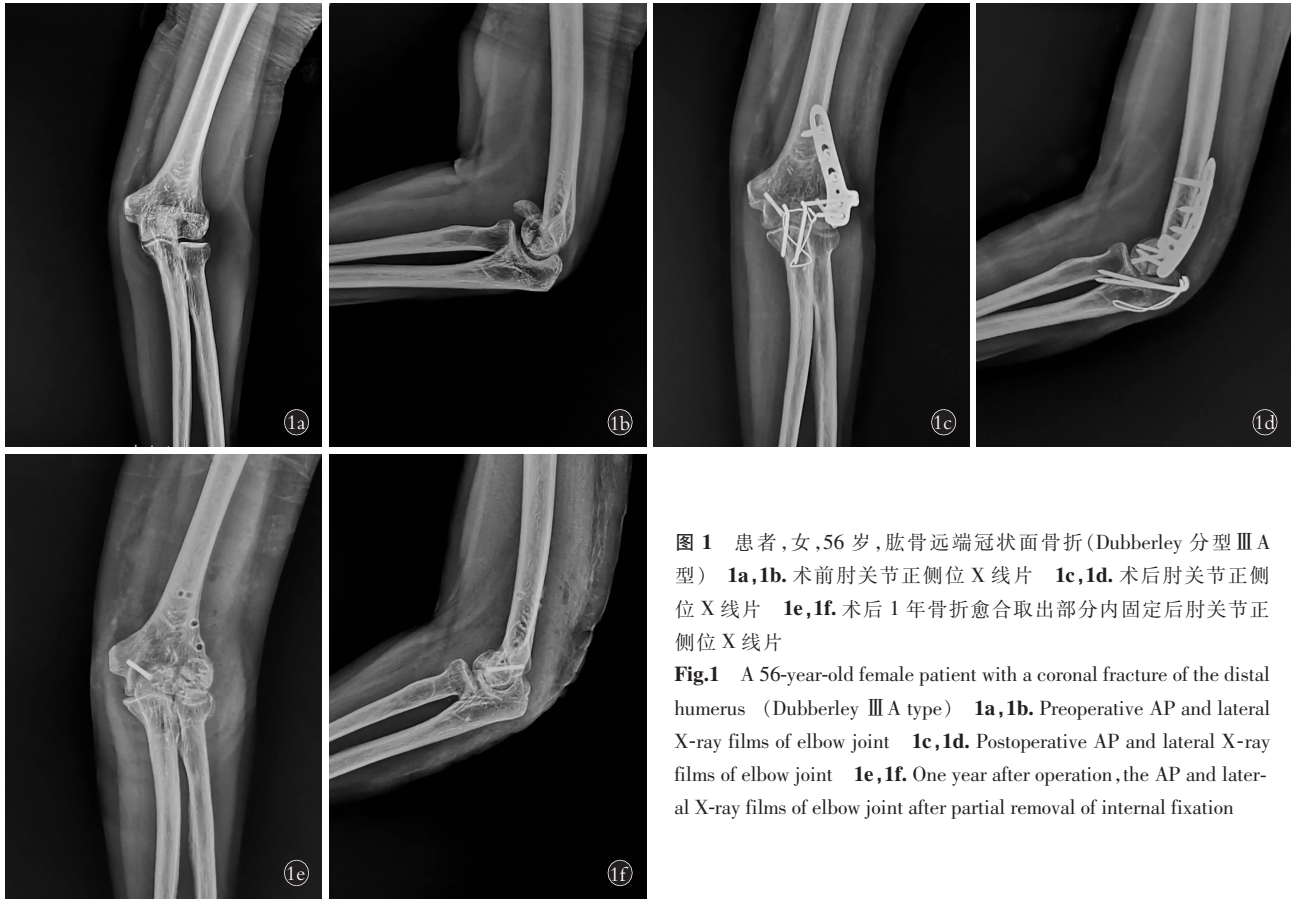 1a
1b
1c
1d
1e
1f
图 1 患者,女,56 岁,肱骨远端冠状面骨折(Dubberley 分型ⅢA
型) 1a,1b. 术前肘关节正侧位 X 线片 1c,1d. 术后肘关节正侧
位 X 线片 1e,1f. 术后 1 年骨折愈合取出部分内固定后肘关节正
侧位 X 线片
Fig.1 A 56-year-old female patient with a coronal fracture of the distal
humerus (Dubberley ⅢA type) 1a,1b. Preoperative AP and lateral
X-ray films of elbow joint 1c,1d. Postoperative AP and lateral X-ray
films of elbow joint 1e,1f. One year after operation,the AP and later-
al X-ray films of elbow joint after partial removal of internal fixation